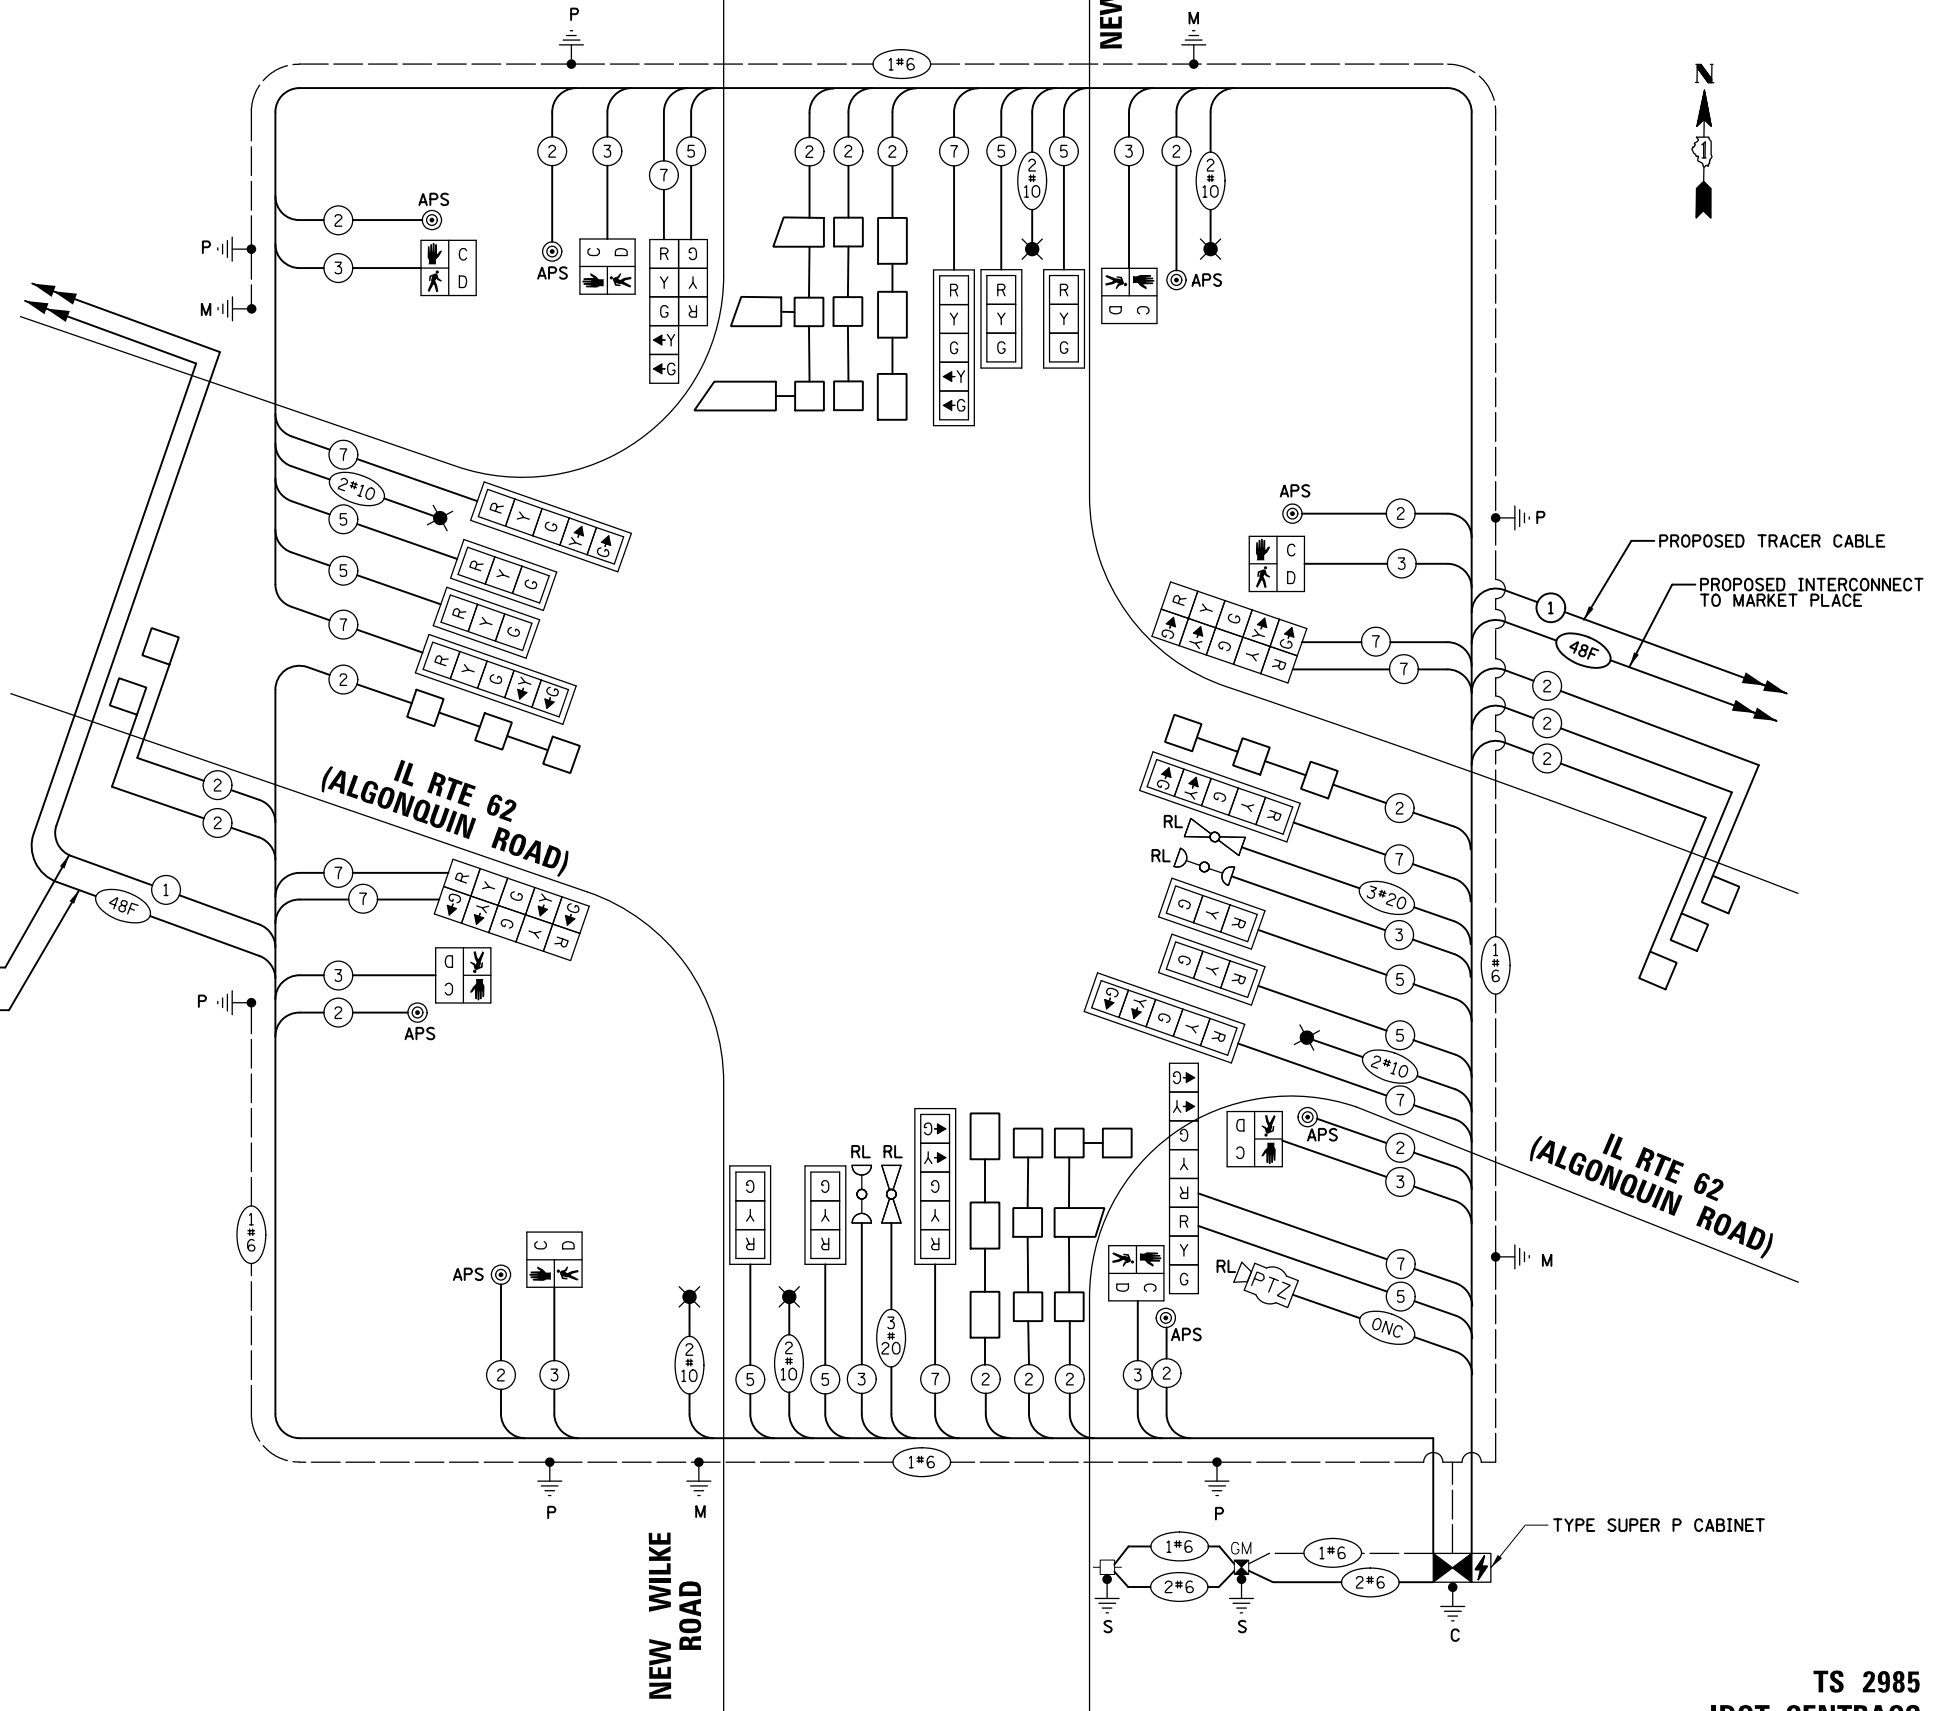 P
M
NEW
1#6
N
1
2
3
7
5
2
2
2
7
5
2
#
10
5
3
2
2
#
10
APS
2
P
3
C
D
M
APS
C D
R G
Y Y
G R
Y
G
R
Y
G
Y
G
R
Y
G
R
Y
G
D C
APS
7
2#10
5
5
7
2
R Y G Y G
R Y G
R Y G
R Y G Y G
APS
2
3
C
D
P
PROPOSED TRACER CABLE
PROPOSED INTERCONNECT
TO MARKET PLACE
1
48F
R Y G Y G
G Y G Y R
7
7
2
2
2
IL RTE 62
(ALGONQUIN ROAD)
2
2
1
48F
7
7
R Y G Y G
G Y G Y R
3
D
C
P
2
APS
2
G Y G Y R
7
RL
3#20
RL
3
G Y R
5
G Y R
5
G Y G Y R
2#10
7
1
#
6
APS
2
D
C
3
G
Y
G
Y
R
R
Y
G
7
5
RL PTZ
ONC
IL RTE 62
(ALGONQUIN ROAD)
M
1
#
6
APS
C D
2
3
2
#
10
G
Y
R
5
2
#
10
G
Y
R
5
RL RL
3
3
#
20
G
Y
G
Y
R
7
2
2
2
D C
3
2
APS
1#6
P
M
P
NEW WILKE
ROAD
TYPE SUPER P CABINET
1#6
GM
1#6
2#6
2#6
S
S
C
TS 2985
IDOT CENTRACS